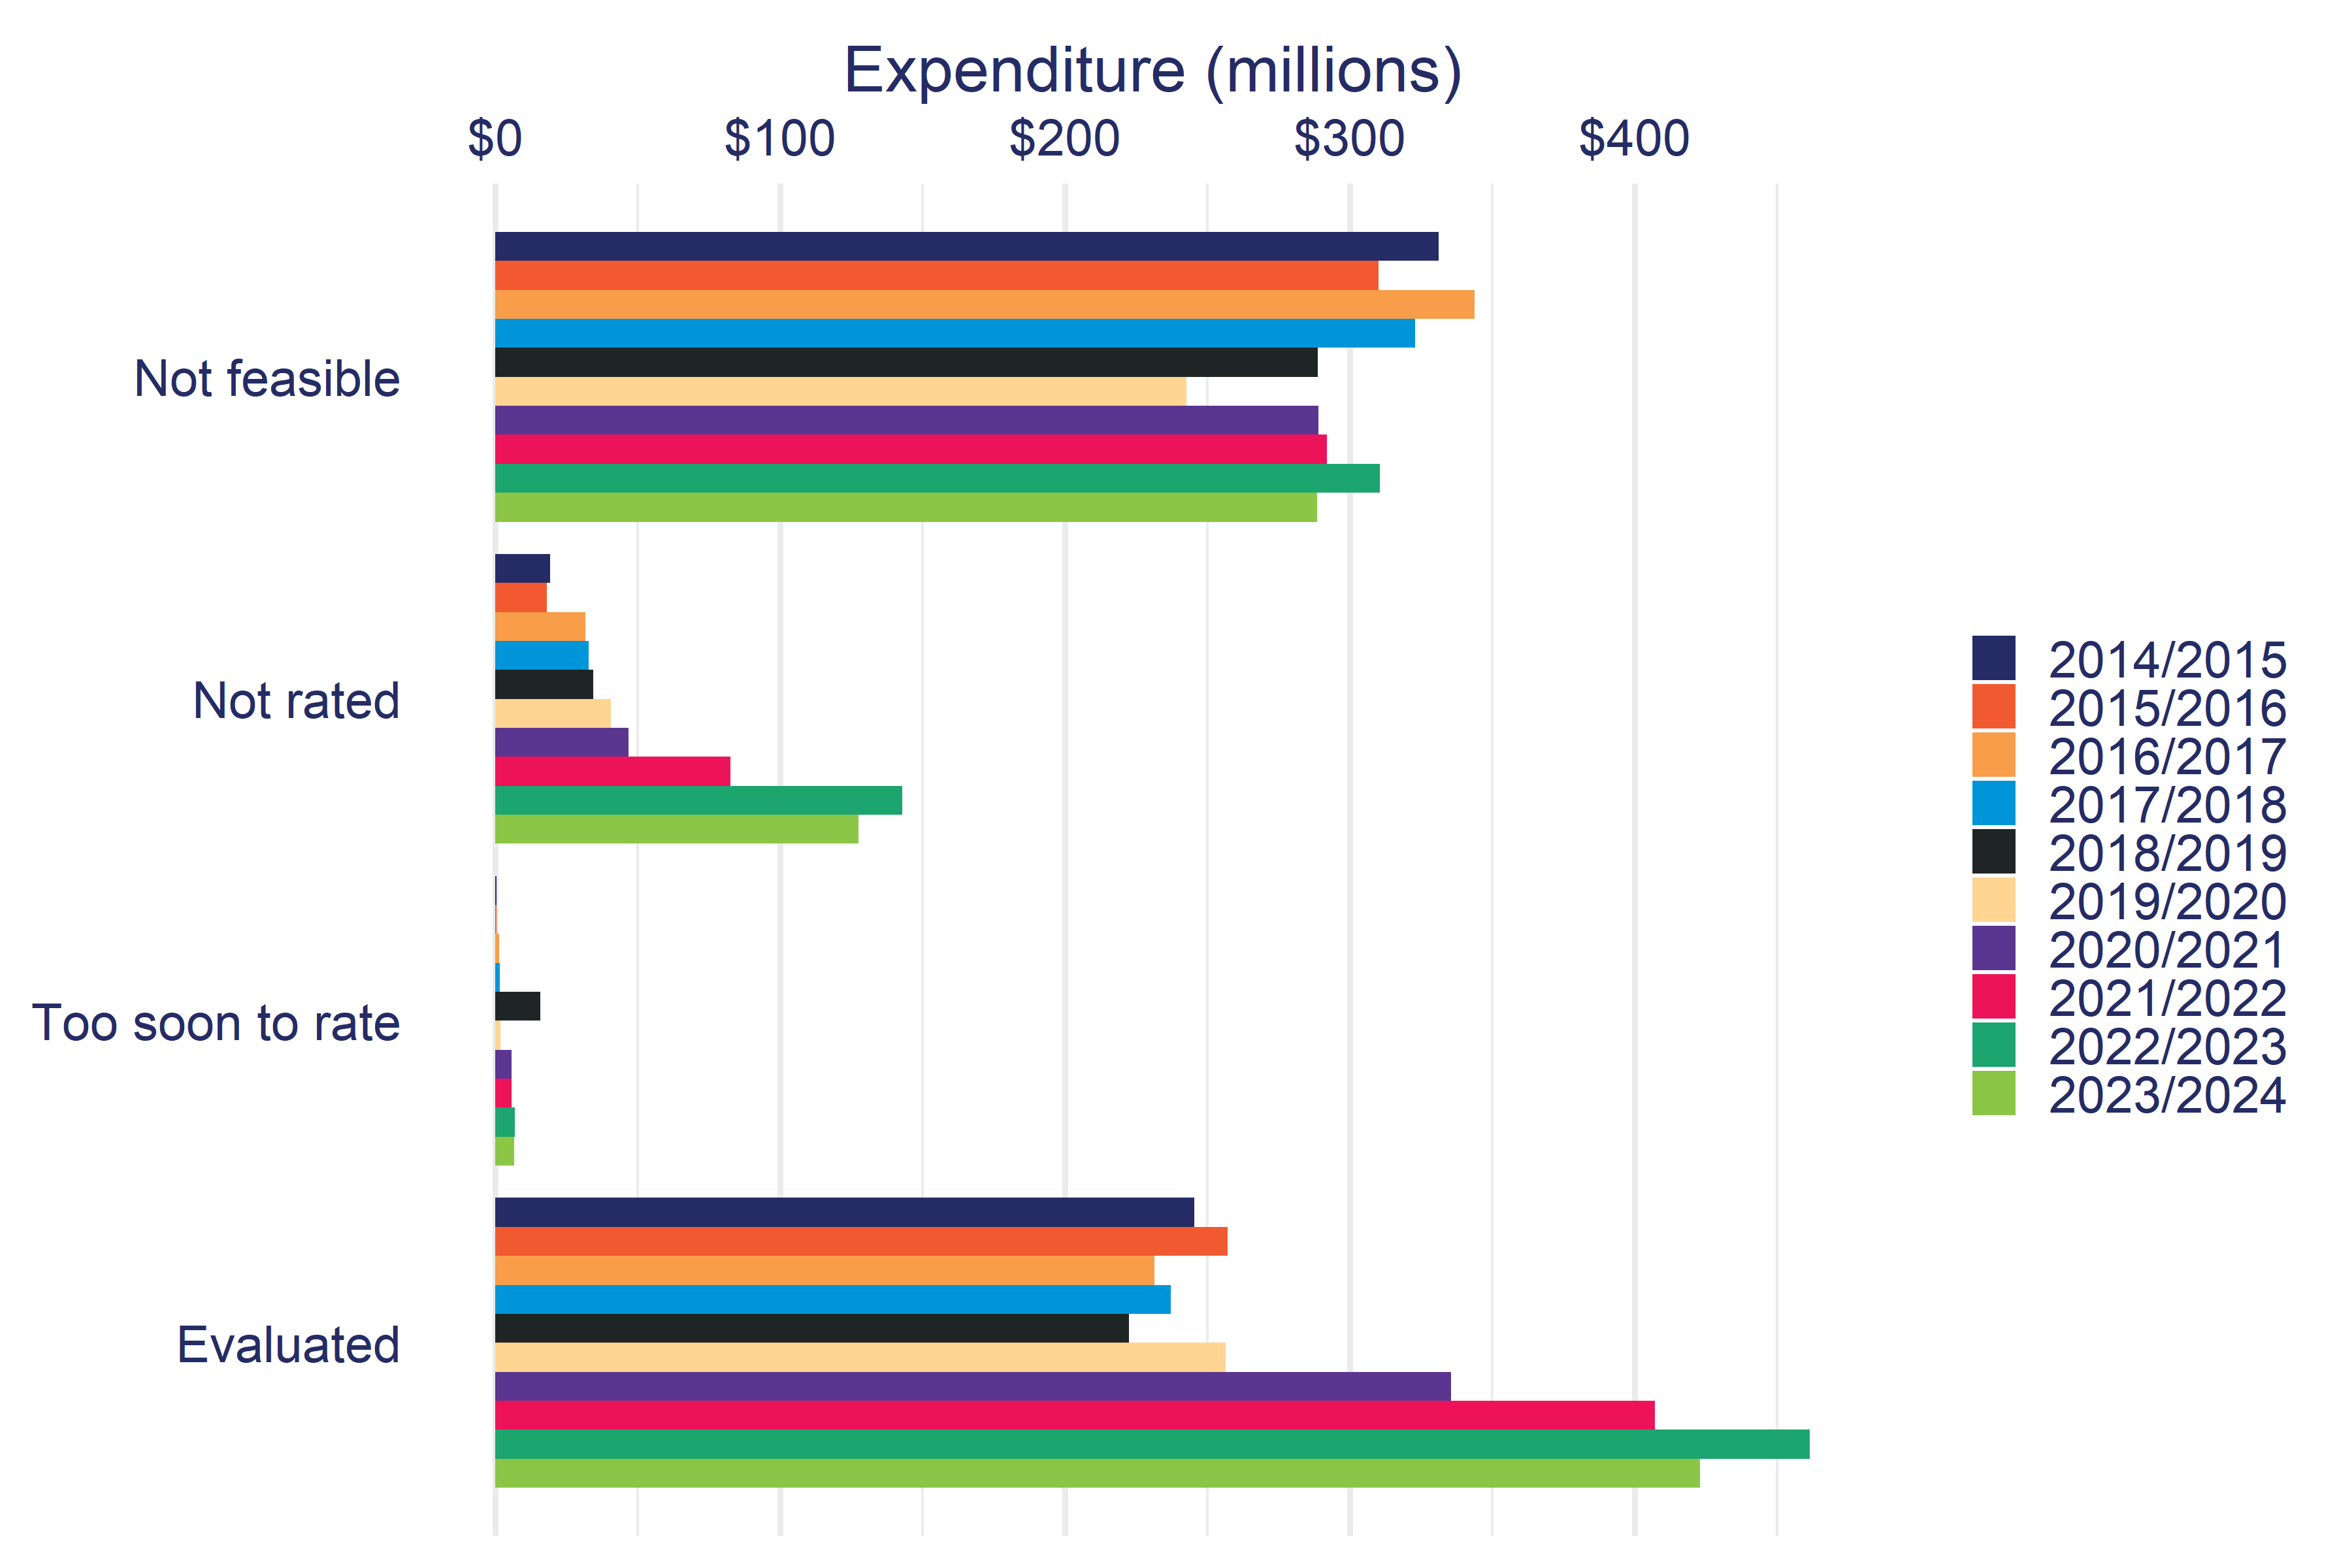 Expenditure (millions)
$0 $100 $200 $300 $400
Not feasible
Not rated
Too soon to rate
Evaluated
2014/2015
2015/2016
2016/2017
2017/2018
2018/2019
2019/2020
2020/2021
2021/2022
2022/2023
2023/2024